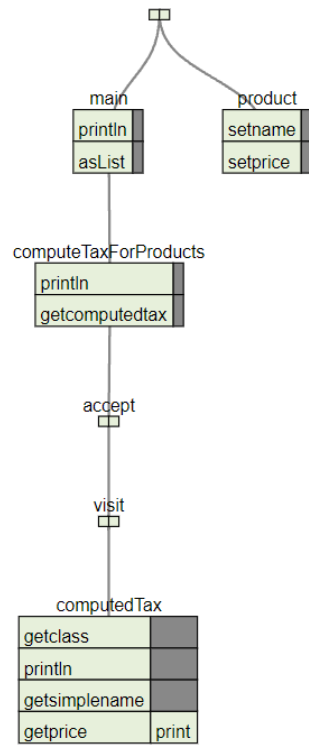 main
product
println
setname
asList
setprice
computeTaxForProducts
println
getcomputedtax
accept
visit
computedTax
getclass
println
getsimplename
getprice print